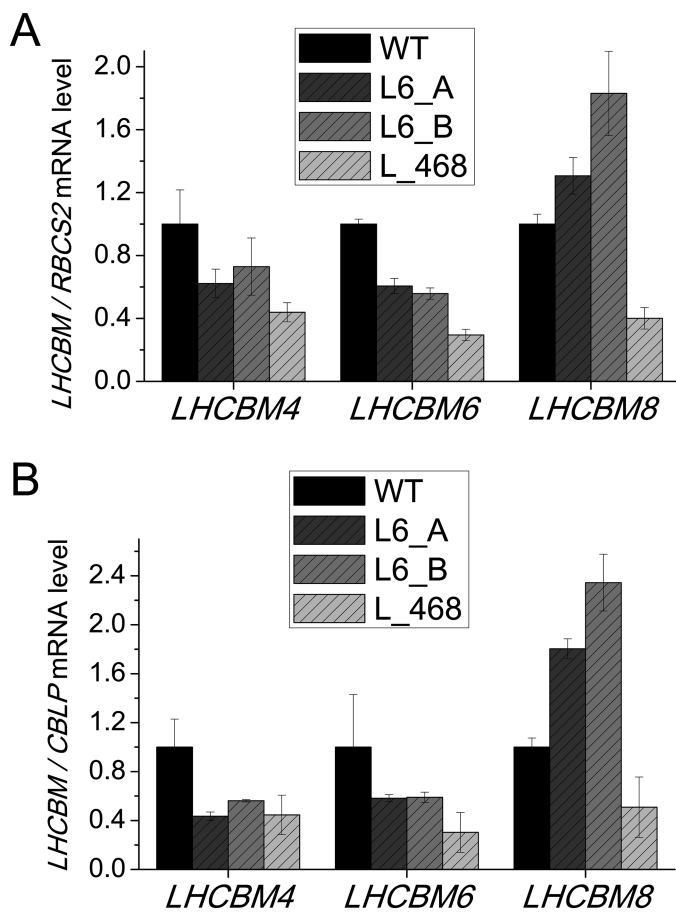 A
WT
L6_A
L6_B
L_468
LHCBM / RBCS2 mRNA level
2.0
1.6
1.2
0.8
0.4
0.0
LHCBM4
LHCBM6
LHCBM8
B
WT
L6_A
L6_B
L_468
LHCBM / CBLP mRNA level
2.4
2.0
1.6
1.2
0.8
0.4
0.0
LHCBM4
LHCBM6
LHCBM8